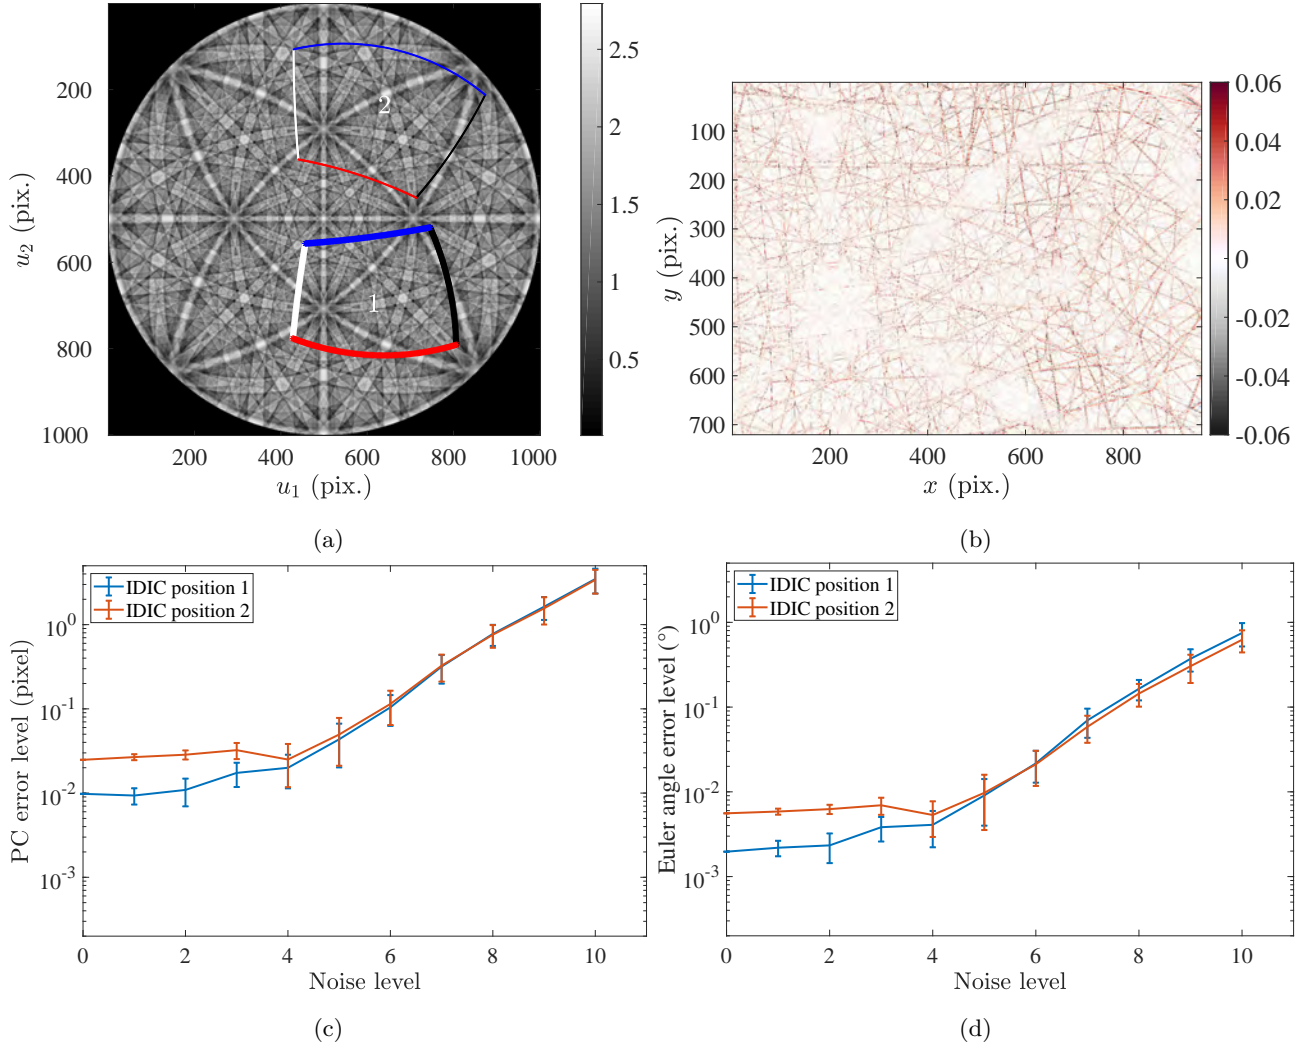 200
400
600
800
1000
u₂ (pix.)
2
1
200 400 600 800 1000
u₁ (pix.)
2.5
2
1.5
1
0.5
(a)
100
200
300
400
500
600
700
y (pix.)
200 400 600 800
x (pix.)
0.06
0.04
0.02
0
-0.02
-0.04
-0.06
(b)
IDIC position 1
IDIC position 2
10⁰
10⁻¹
10⁻²
10⁻³
PC error level (pixel)
0 2 4 6 8 10
Noise level
(c)
IDIC position 1
IDIC position 2
10⁰
10⁻¹
10⁻²
10⁻³
Euler angle error level (°)
0 2 4 6 8 10
Noise level
(d)